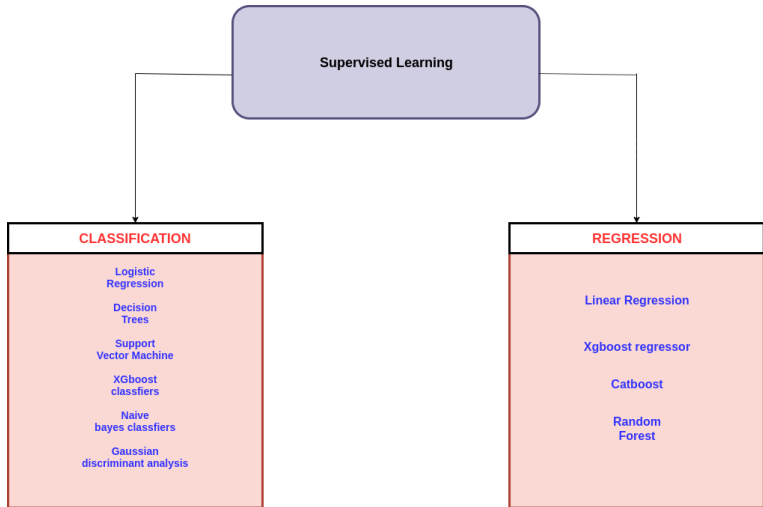 Supervised Learning
CLASSIFICATION
Logistic
Regression
Decision
Trees
Support
Vector Machine
XGboost
classfiers
Naive
bayes classfiers
Gaussian
discriminant analysis
REGRESSION
Linear Regression
Xgboost regressor
Catboost
Random
Forest